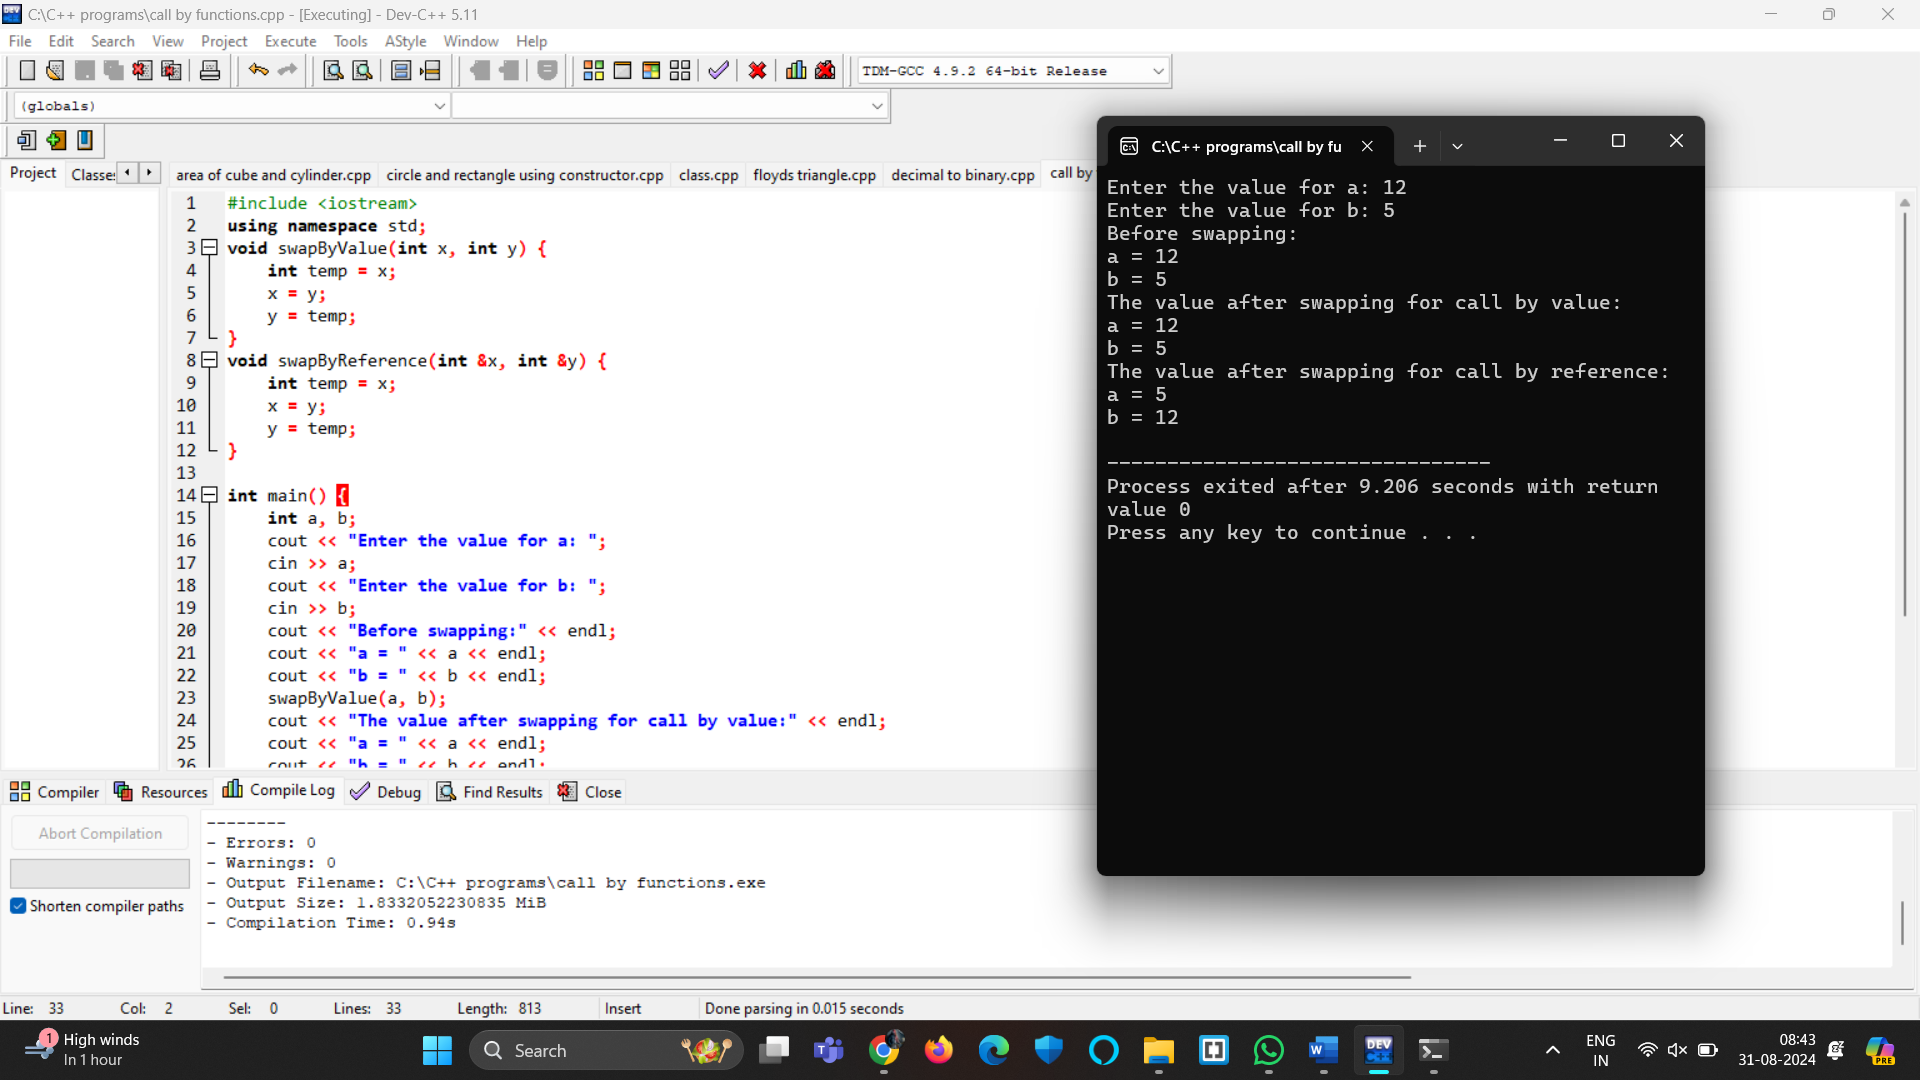 C:\C++ programs\call by functions.cpp - [Executing] - Dev-C++ 5.11
File Edit Search View Project Execute Tools AStyle Window Help
TDM-GCC 4.9.2 64-bit Release
(globals)
Project Classes
area of cube and cylinder.cpp circle and rectangle using constructor.cpp class.cpp floyds triangle.cpp decimal to binary.cpp call by
1 #include <iostream>
2 using namespace std;
3 void swapByValue(int x, int y) {
4 int temp = x;
5 x = y;
6 y = temp;
7 }
8 void swapByReference(int &x, int &y) {
9 int temp = x;
10 x = y;
11 y = temp;
12 }
13
14 int main() {
15 int a, b;
16 cout << "Enter the value for a: ";
17 cin >> a;
18 cout << "Enter the value for b: ";
19 cin >> b;
20 cout << "Before swapping:" << endl;
21 cout << "a = " << a << endl;
22 cout << "b = " << b << endl;
23 swapByValue(a, b);
24 cout << "The value after swapping for call by value:" << endl;
25 cout << "a = " << a << endl;
26 cout << "b = " << b << endl;
C:\C++ programs\call by fu
Enter the value for a: 12
Enter the value for b: 5
Before swapping:
a = 12
b = 5
The value after swapping for call by value:
a = 12
b = 5
The value after swapping for call by reference:
a = 5
b = 12
--------------------------------
Process exited after 9.206 seconds with return
value 0
Press any key to continue . . .
Compiler Resources Compile Log Debug Find Results Close
Abort Compilation
Shorten compiler paths
--------
- Errors: 0
- Warnings: 0
- Output Filename: C:\C++ programs\call by functions.exe
- Output Size: 1.8332052230835 MiB
- Compilation Time: 0.94s
Line: 33 Col: 2 Sel: 0 Lines: 33 Length: 813 Insert Done parsing in 0.015 seconds
1
High winds
In 1 hour
Search
DEV
ENG
IN
08:43
31-08-2024
PRE